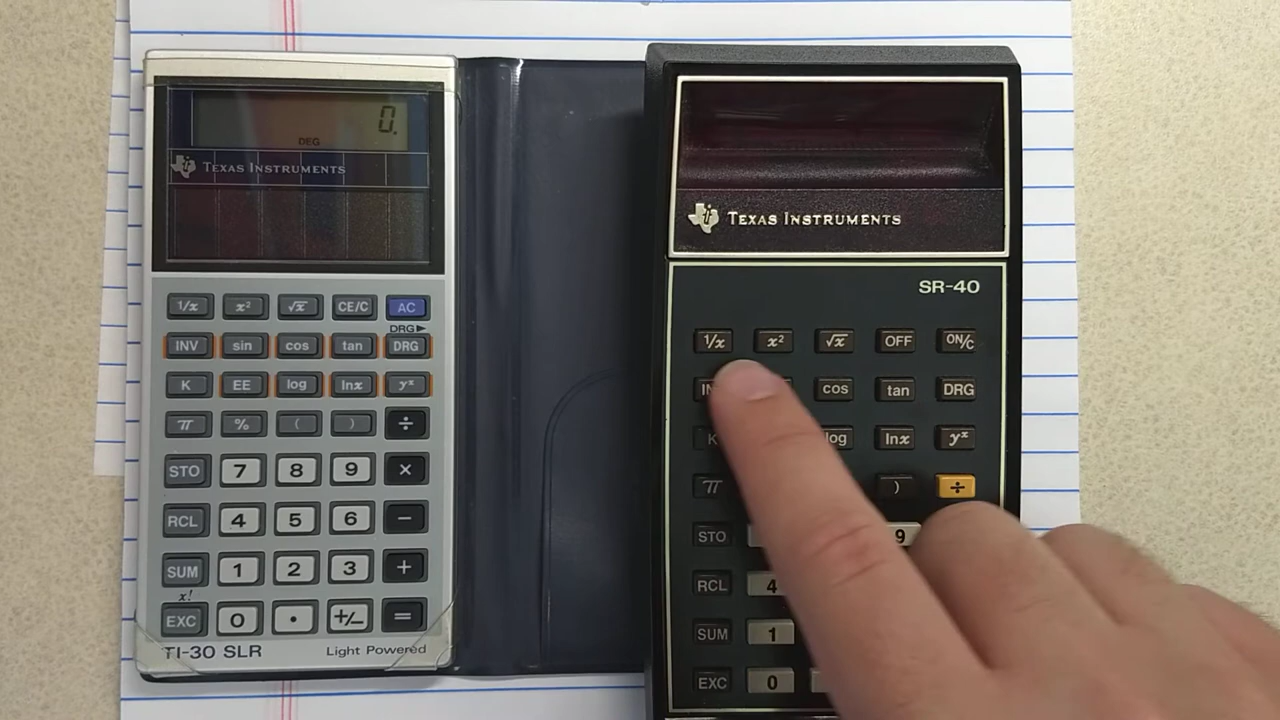 0.
DEG
TEXAS INSTRUMENTS
1/x x² √x CE/C AC
DRG▶
INV sin cos tan DRG
K EE log lnx yˣ
π % ( ) ÷
STO 7 8 9 ×
RCL 4 5 6 −
SUM 1 2 3 +
x!
EXC 0 . +/− =
TI-30 SLR Light Powered
TEXAS INSTRUMENTS
SR-40
1/x x² √x OFF ON/C
cos tan DRG
K log lnx yˣ
π ) ÷
STO 9
RCL 4
SUM 1
EXC 0